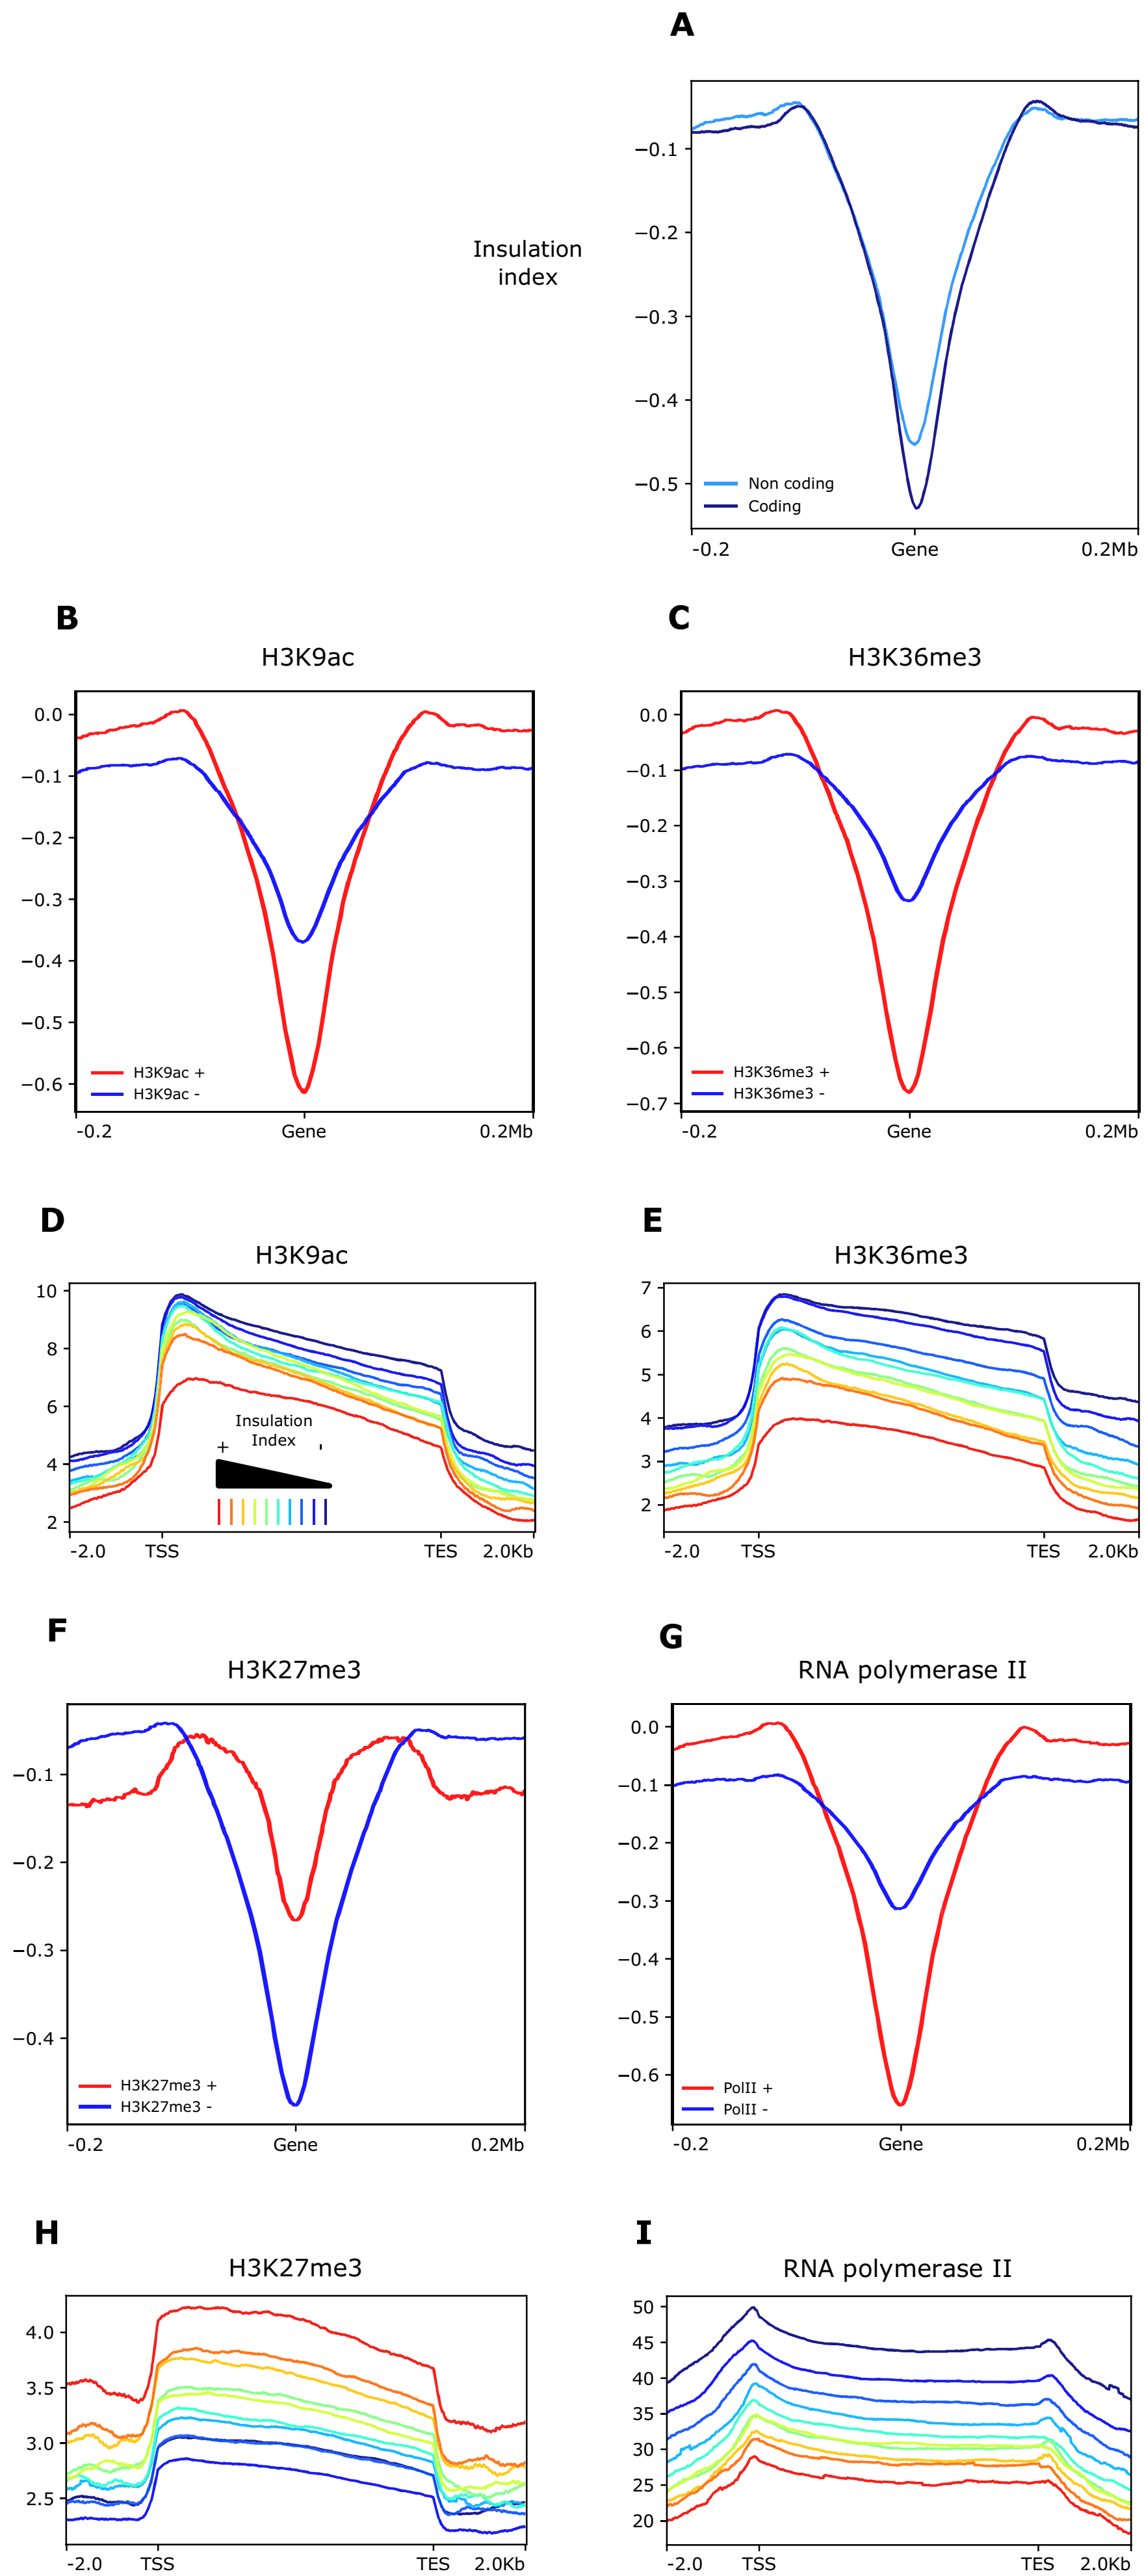 A
Insulation
index
−0.1
−0.2
−0.3
−0.4
−0.5
Non coding
Coding
-0.2
Gene
0.2Mb
B
H3K9ac
0.0
−0.1
−0.2
−0.3
−0.4
−0.5
−0.6
H3K9ac +
H3K9ac -
-0.2
Gene
0.2Mb
C
H3K36me3
0.0
−0.1
−0.2
−0.3
−0.4
−0.5
−0.6
−0.7
H3K36me3 +
H3K36me3 -
-0.2
Gene
0.2Mb
D
H3K9ac
10
8
6
4
2
Insulation
Index
+
-
-2.0
TSS
TES
2.0Kb
E
H3K36me3
7
6
5
4
3
2
-2.0
TSS
TES
2.0Kb
F
H3K27me3
−0.1
−0.2
−0.3
−0.4
H3K27me3 +
H3K27me3 -
-0.2
Gene
0.2Mb
G
RNA polymerase II
0.0
−0.1
−0.2
−0.3
−0.4
−0.5
−0.6
PolII +
PolII -
-0.2
Gene
0.2Mb
H
H3K27me3
4.0
3.5
3.0
2.5
-2.0
TSS
TES
2.0Kb
I
RNA polymerase II
50
45
40
35
30
25
20
-2.0
TSS
TES
2.0Kb